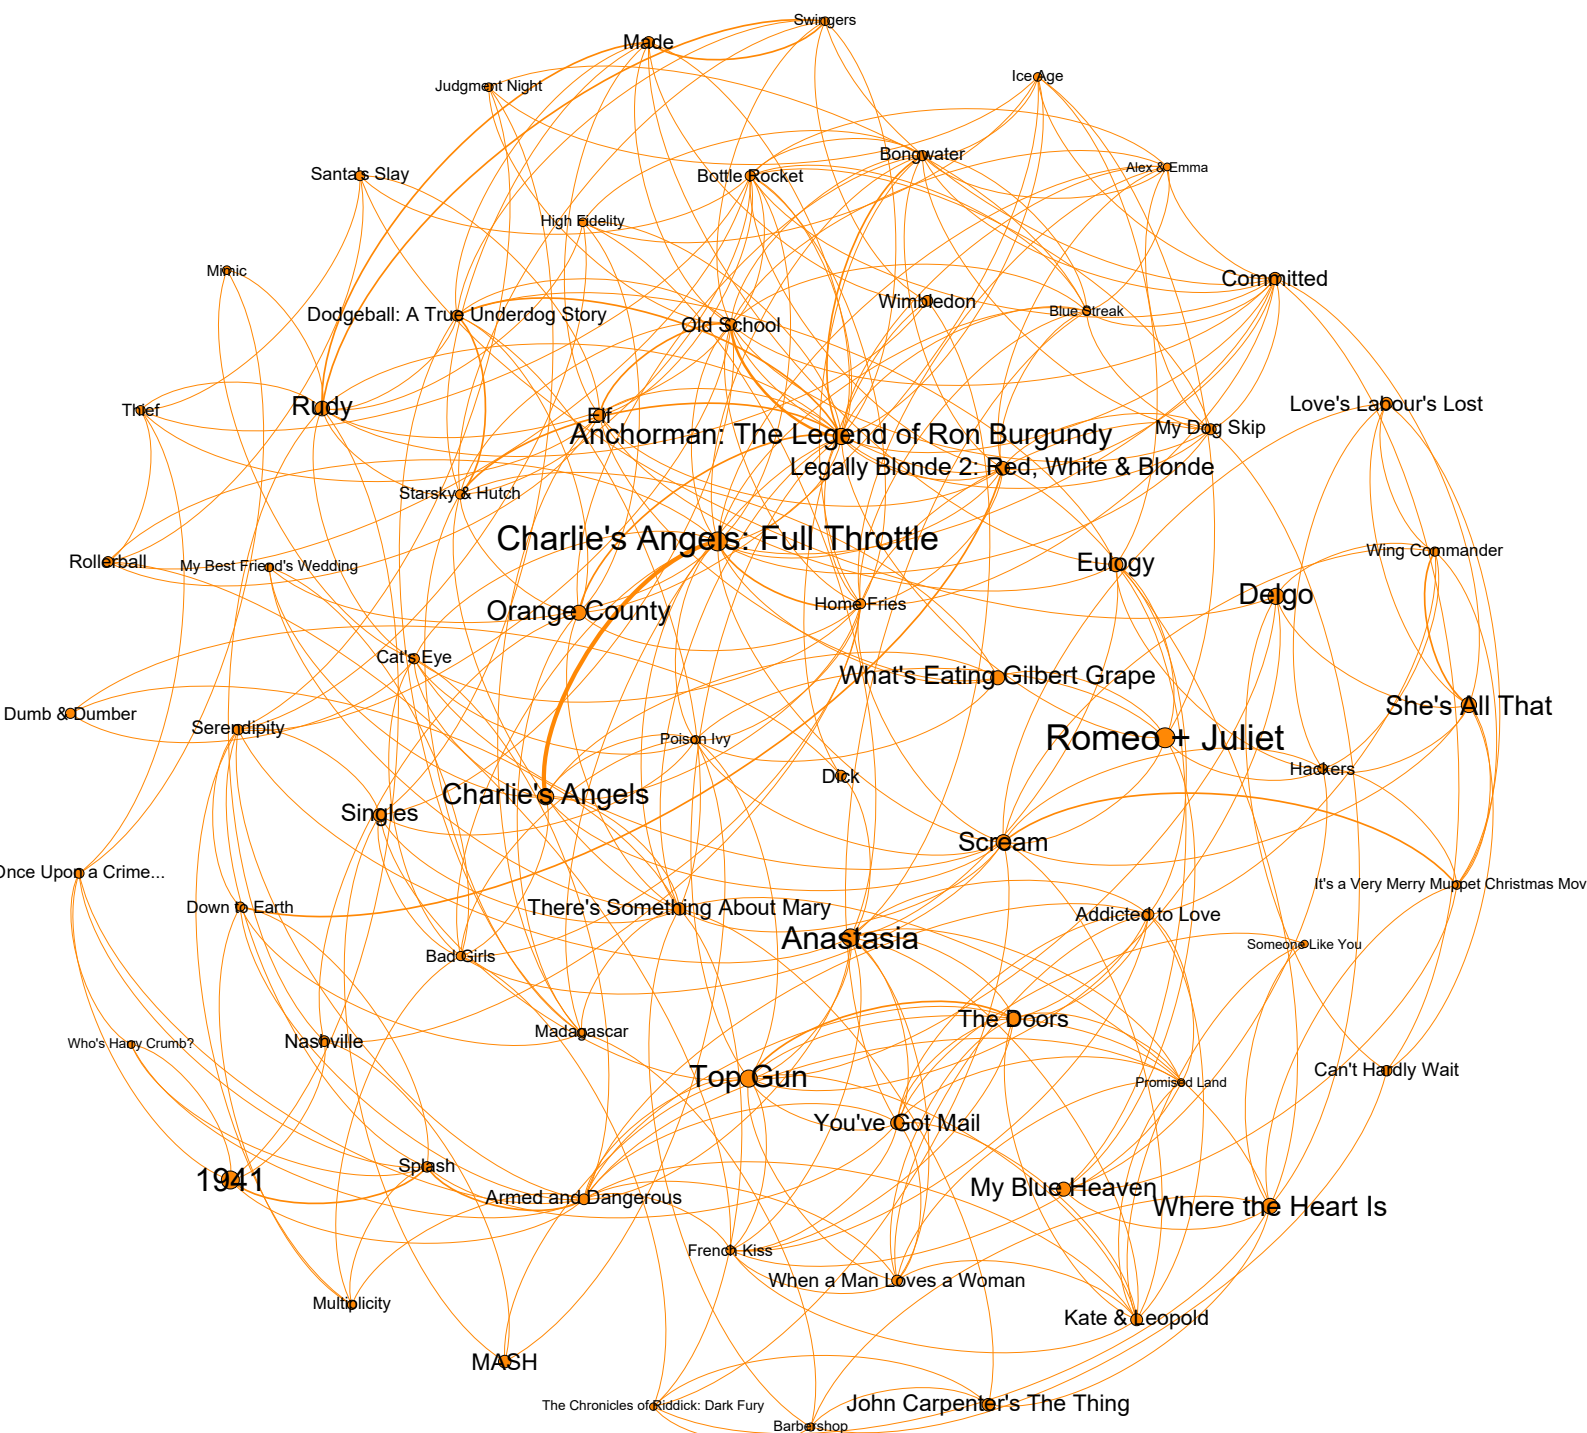 Swingers
Made
Ice Age
Judgment Night
Bongwater
Alex & Emma
Santa's Slay
Bottle Rocket
High Fidelity
Mimic
Committed
Wimbledon
Blue Streak
Dodgeball: A True Underdog Story
Old School
Love's Labour's Lost
Rudy
Thief
Elf
My Dog Skip
Anchorman: The Legend of Ron Burgundy
Legally Blonde 2: Red, White & Blonde
Starsky & Hutch
Charlie's Angels: Full Throttle
Wing Commander
Rollerball
My Best Friend's Wedding
Eulogy
Delgo
Home Fries
Orange County
Cat's Eye
What's Eating Gilbert Grape
She's All That
Dumb & Dumber
Serendipity
Poison Ivy
Romeo + Juliet
Hackers
Dick
Charlie's Angels
Singles
Scream
Once Upon a Crime...
It's a Very Merry Muppet Christmas Mov
Down to Earth
There's Something About Mary
Addicted to Love
Anastasia
Someone Like You
Bad Girls
The Doors
Madagascar
Who's Harry Crumb?
Nashville
Can't Hardly Wait
Top Gun
Promised Land
You've Got Mail
Splash
1941
My Blue Heaven
Armed and Dangerous
Where the Heart Is
French Kiss
When a Man Loves a Woman
Multiplicity
Kate & Leopold
MASH
The Chronicles of Riddick: Dark Fury
John Carpenter's The Thing
Barbershop